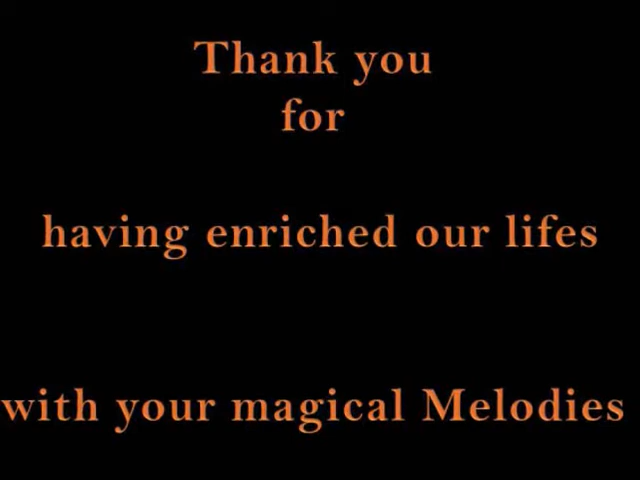 Thank you
for
having enriched our lifes
with your magical Melodies